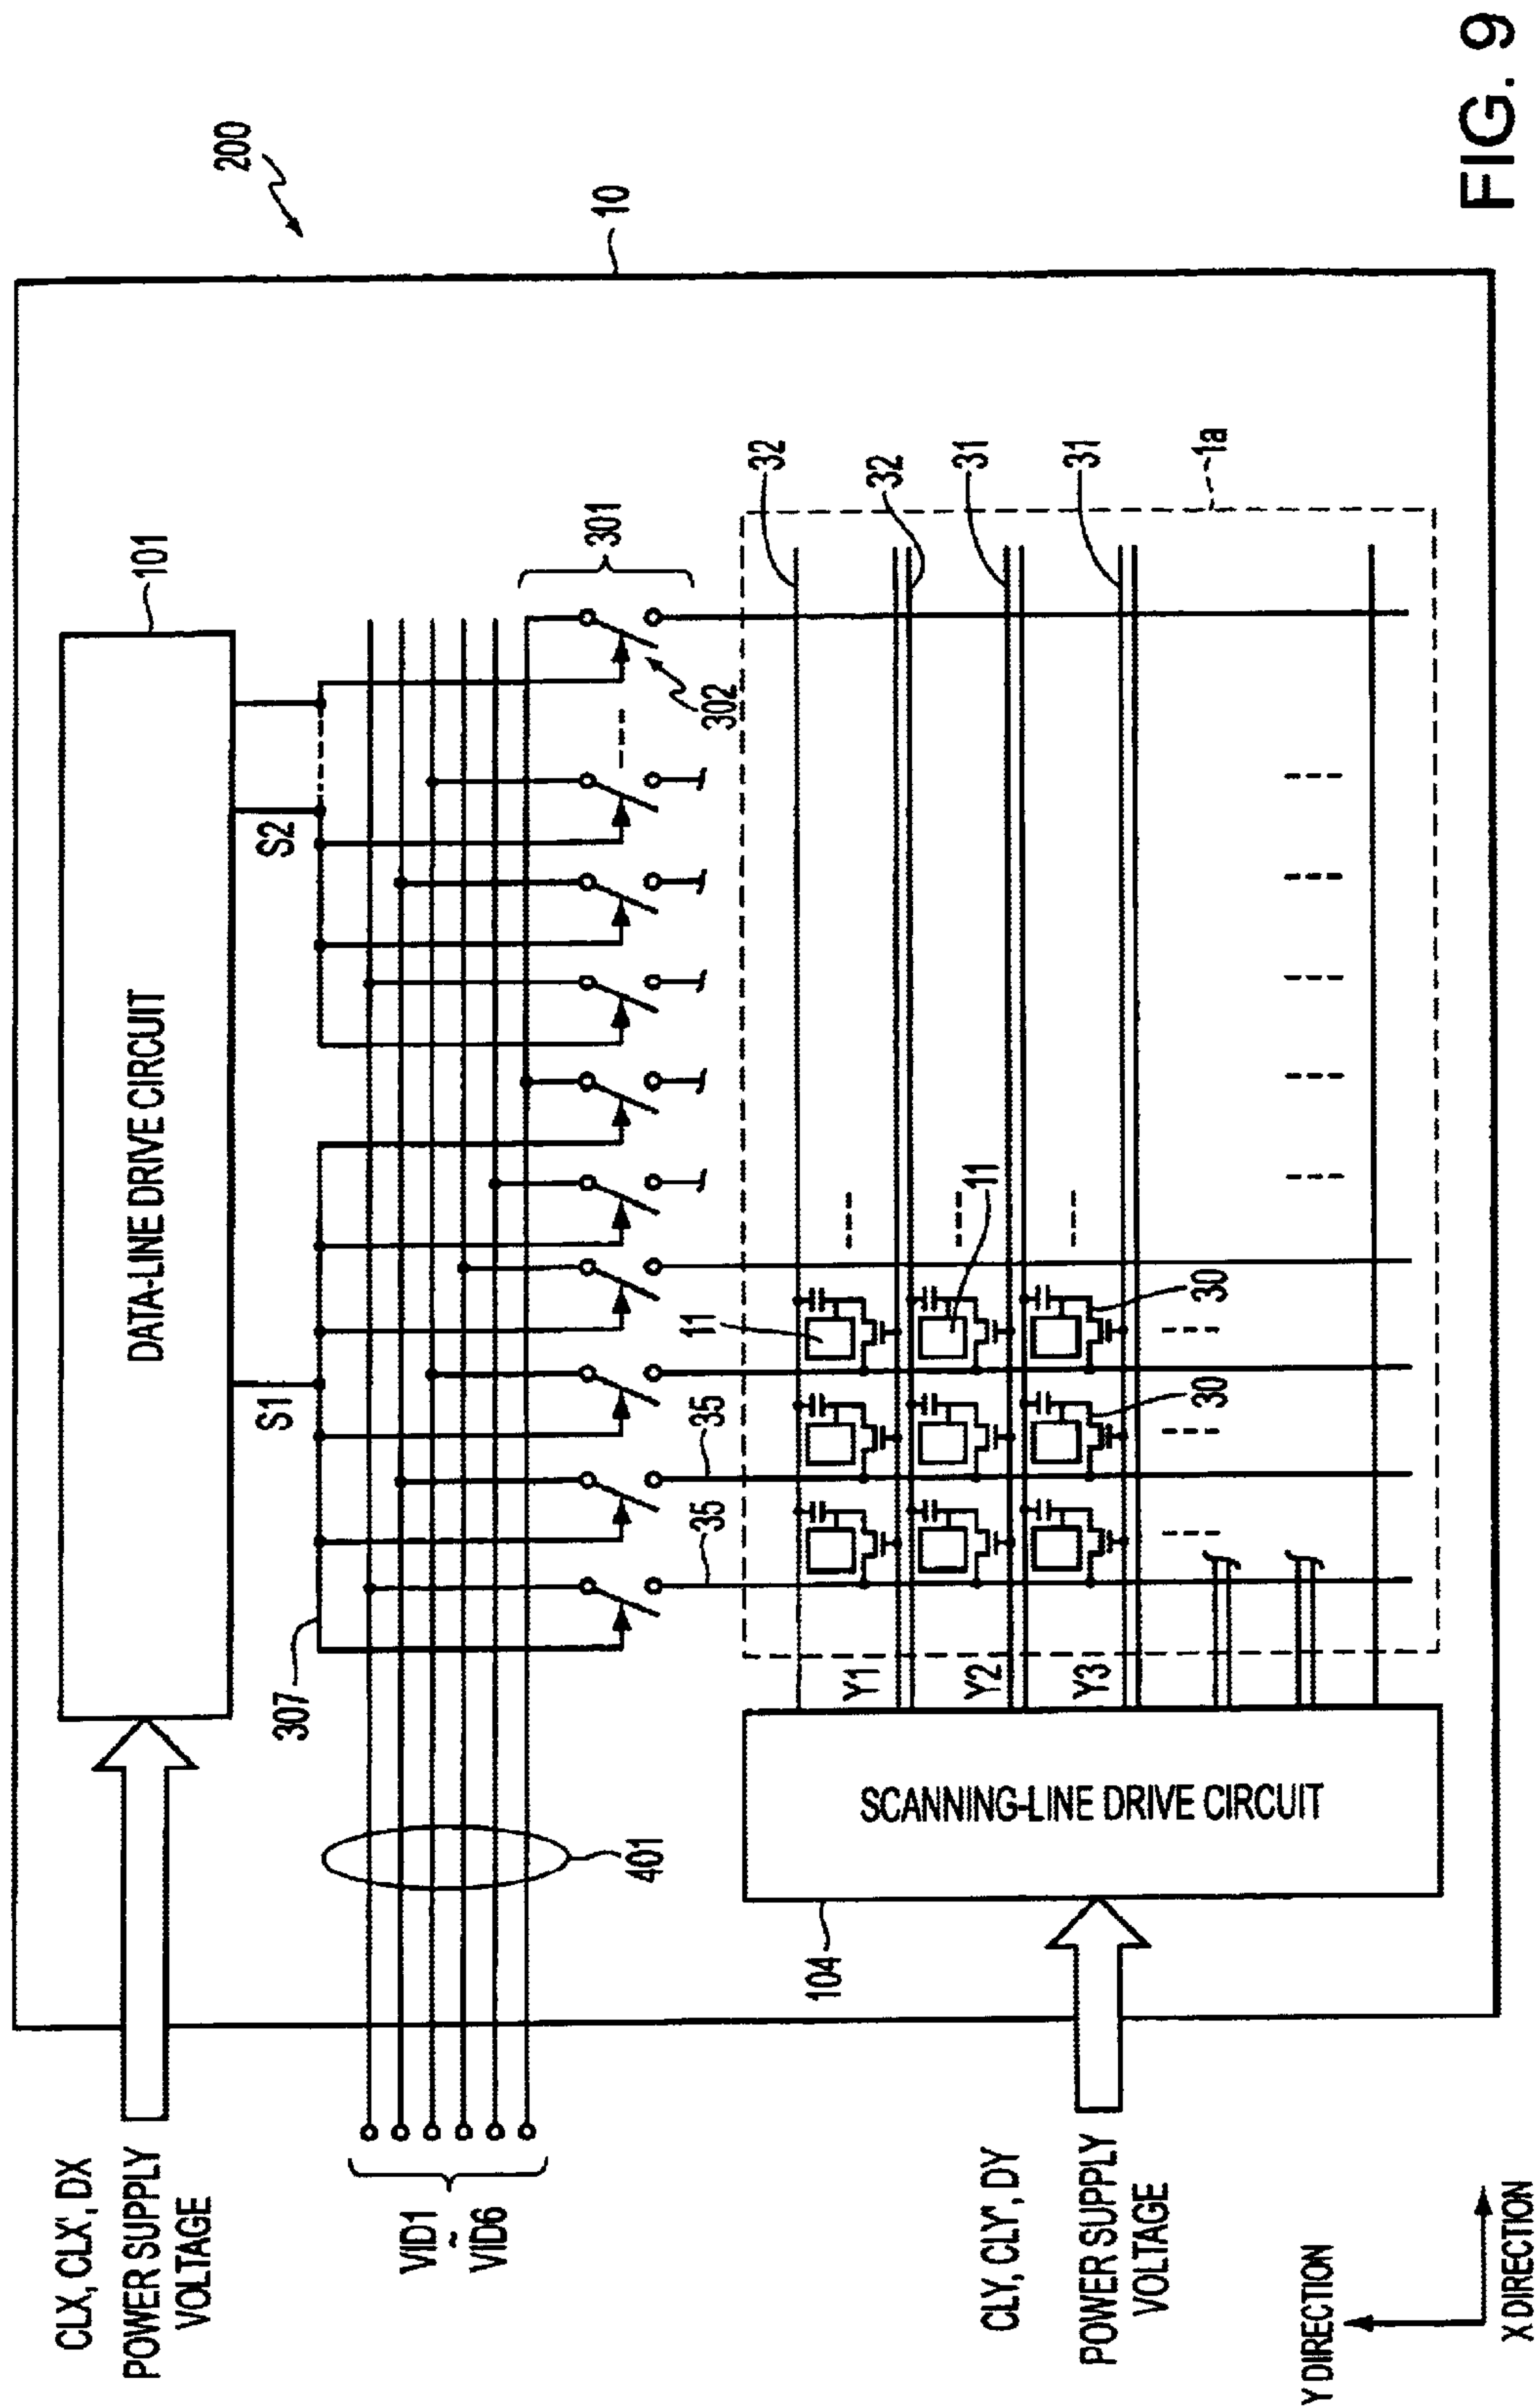 200
10
CLX, CLX', DX
POWER SUPPLY
VOLTAGE
DATA-LINE DRIVE CIRCUIT
101
S1
S2
307
VID1
~
VID6
401
301
302
35
35
32
32
31
31
1a
11
11
30
30
Y1
Y2
Y3
SCANNING-LINE DRIVE CIRCUIT
104
CLY, CLY', DY
POWER SUPPLY
VOLTAGE
Y DIRECTION
X DIRECTION
FIG. 9